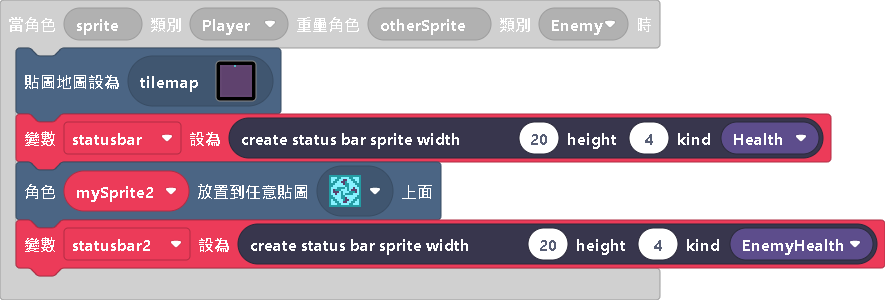 當角色 sprite 類別 Player 重疊角色 otherSprite 類別 Enemy 時
貼圖地圖設為 tilemap
變數 statusbar 設為 create status bar sprite width 20 height 4 kind Health
角色 mySprite2 放置到任意貼圖 上面
變數 statusbar2 設為 create status bar sprite width 20 height 4 kind EnemyHealth